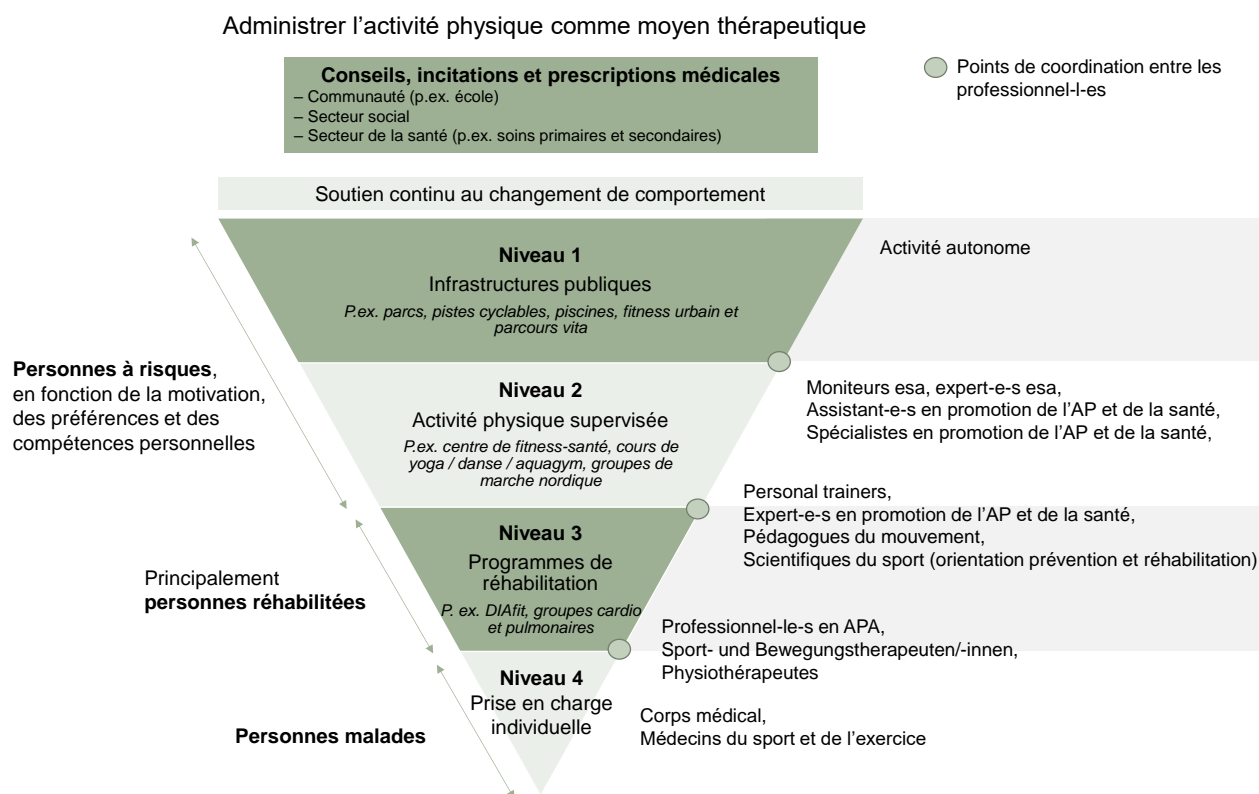 Administrer l’activité physique comme moyen thérapeutique
Conseils, incitations et prescriptions médicales
– Communauté (p.ex. école)
– Secteur social
– Secteur de la santé (p.ex. soins primaires et secondaires)
Points de coordination entre les
professionnel-l-es
Soutien continu au changement de comportement
Niveau 1
Infrastructures publiques
P.ex. parcs, pistes cyclables, piscines, fitness urbain et
parcours vita
Activité autonome
Personnes à risques,
en fonction de la motivation,
des préférences et des
compétences personnelles
Niveau 2
Activité physique supervisée
P.ex. centre de fitness-santé, cours de
yoga / danse / aquagym, groupes de
marche nordique
Moniteurs esa, expert-e-s esa,
Assistant-e-s en promotion de l’AP et de la santé,
Spécialistes en promotion de l’AP et de la santé,
Personal trainers,
Expert-e-s en promotion de l’AP et de la santé,
Pédagogues du mouvement,
Scientifiques du sport (orientation prévention et réhabilitation)
Principalement
personnes réhabilitées
Niveau 3
Programmes de
réhabilitation
P. ex. DIAfit, groupes cardio
et pulmonaires
Professionnel-le-s en APA,
Sport- und Bewegungstherapeuten/-innen,
Physiothérapeutes
Personnes malades
Niveau 4
Prise en charge
individuelle
Corps médical,
Médecins du sport et de l’exercice